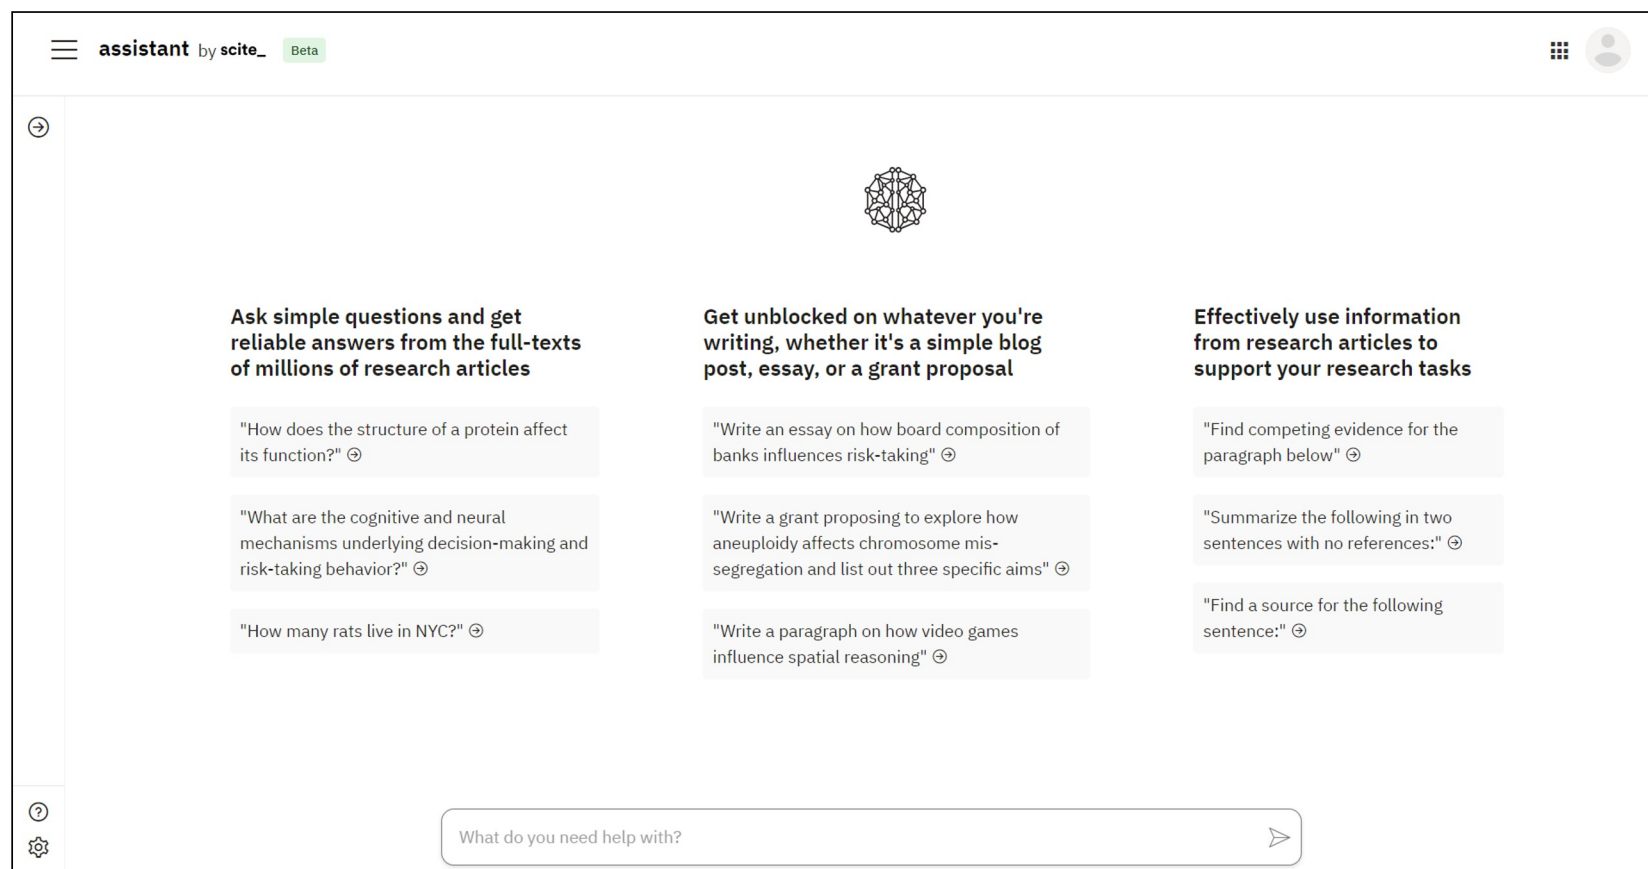 assistant by scite_ Beta
Ask simple questions and get
reliable answers from the full-texts
of millions of research articles
"How does the structure of a protein affect
its function?"
"What are the cognitive and neural
mechanisms underlying decision-making and
risk-taking behavior?"
"How many rats live in NYC?"
Get unblocked on whatever you're
writing, whether it's a simple blog
post, essay, or a grant proposal
"Write an essay on how board composition of
banks influences risk-taking"
"Write a grant proposing to explore how
aneuploidy affects chromosome mis-
segregation and list out three specific aims"
"Write a paragraph on how video games
influence spatial reasoning"
Effectively use information
from research articles to
support your research tasks
"Find competing evidence for the
paragraph below"
"Summarize the following in two
sentences with no references:"
"Find a source for the following
sentence:"
What do you need help with?